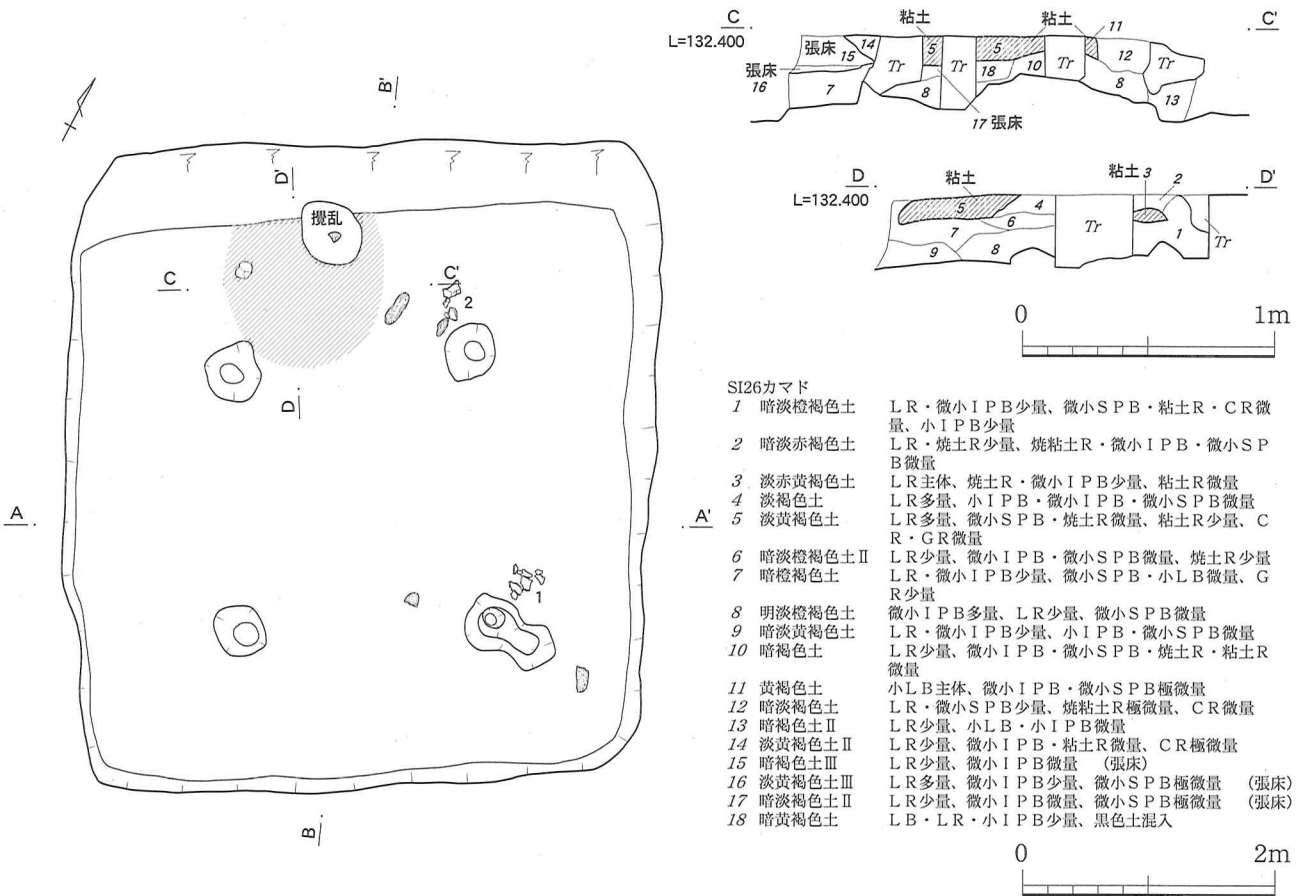 C
L=132.400
粘土
粘土
11
C'
張床
14
15
5
5
12
Tr
Tr
18
10
Tr
Tr
張床
16
7
8
8
13
17 張床
D
L=132.400
粘土
粘土
3
2
D'
5
4
6
7
Tr
1
Tr
9
8
0
1m
B'
D'
攪乱
C
C'
2
D
A
A'
1
B
SI26カマド
1 暗淡橙褐色土 LR・微小IPB少量、微小SPB・粘土R・CR微
量、小IPB少量
2 暗淡赤褐色土 LR・焼土R少量、焼粘土R・微小IPB・微小SP
B微量
3 淡赤黄褐色土 LR主体、焼土R・微小IPB少量、粘土R微量
4 淡褐色土 LR多量、小IPB・微小IPB・微小SPB微量
5 淡黄褐色土 LR多量、微小SPB・焼土R微量、粘土R少量、C
R・GR微量
6 暗淡橙褐色土Ⅱ LR少量、微小IPB・微小SPB微量、焼土R少量
7 暗橙褐色土 LR・微小IPB少量、微小SPB・小LB微量、G
R少量
8 明淡橙褐色土 微小IPB多量、LR少量、微小SPB微量
9 暗淡黄褐色土 LR・微小IPB少量、小IPB・微小SPB微量
10 暗褐色土 LR少量、微小IPB・微小SPB・焼土R・粘土R
微量
11 黄褐色土 小LB主体、微小IPB・微小SPB極微量
12 暗淡褐色土 LR・微小SPB少量、焼粘土R極微量、CR微量
13 暗褐色土Ⅱ LR少量、小LB・小IPB微量
14 淡黄褐色土Ⅱ LR少量、微小IPB・粘土R微量、CR極微量
15 暗褐色土Ⅲ LR少量、微小IPB微量 (張床)
16 淡黄褐色土Ⅲ LR多量、微小IPB少量、微小SPB極微量 (張床)
17 暗淡褐色土Ⅱ LR少量、微小IPB微量、微小SPB極微量 (張床)
18 暗黄褐色土 LB・LR・小IPB少量、黒色土混入
0
2m